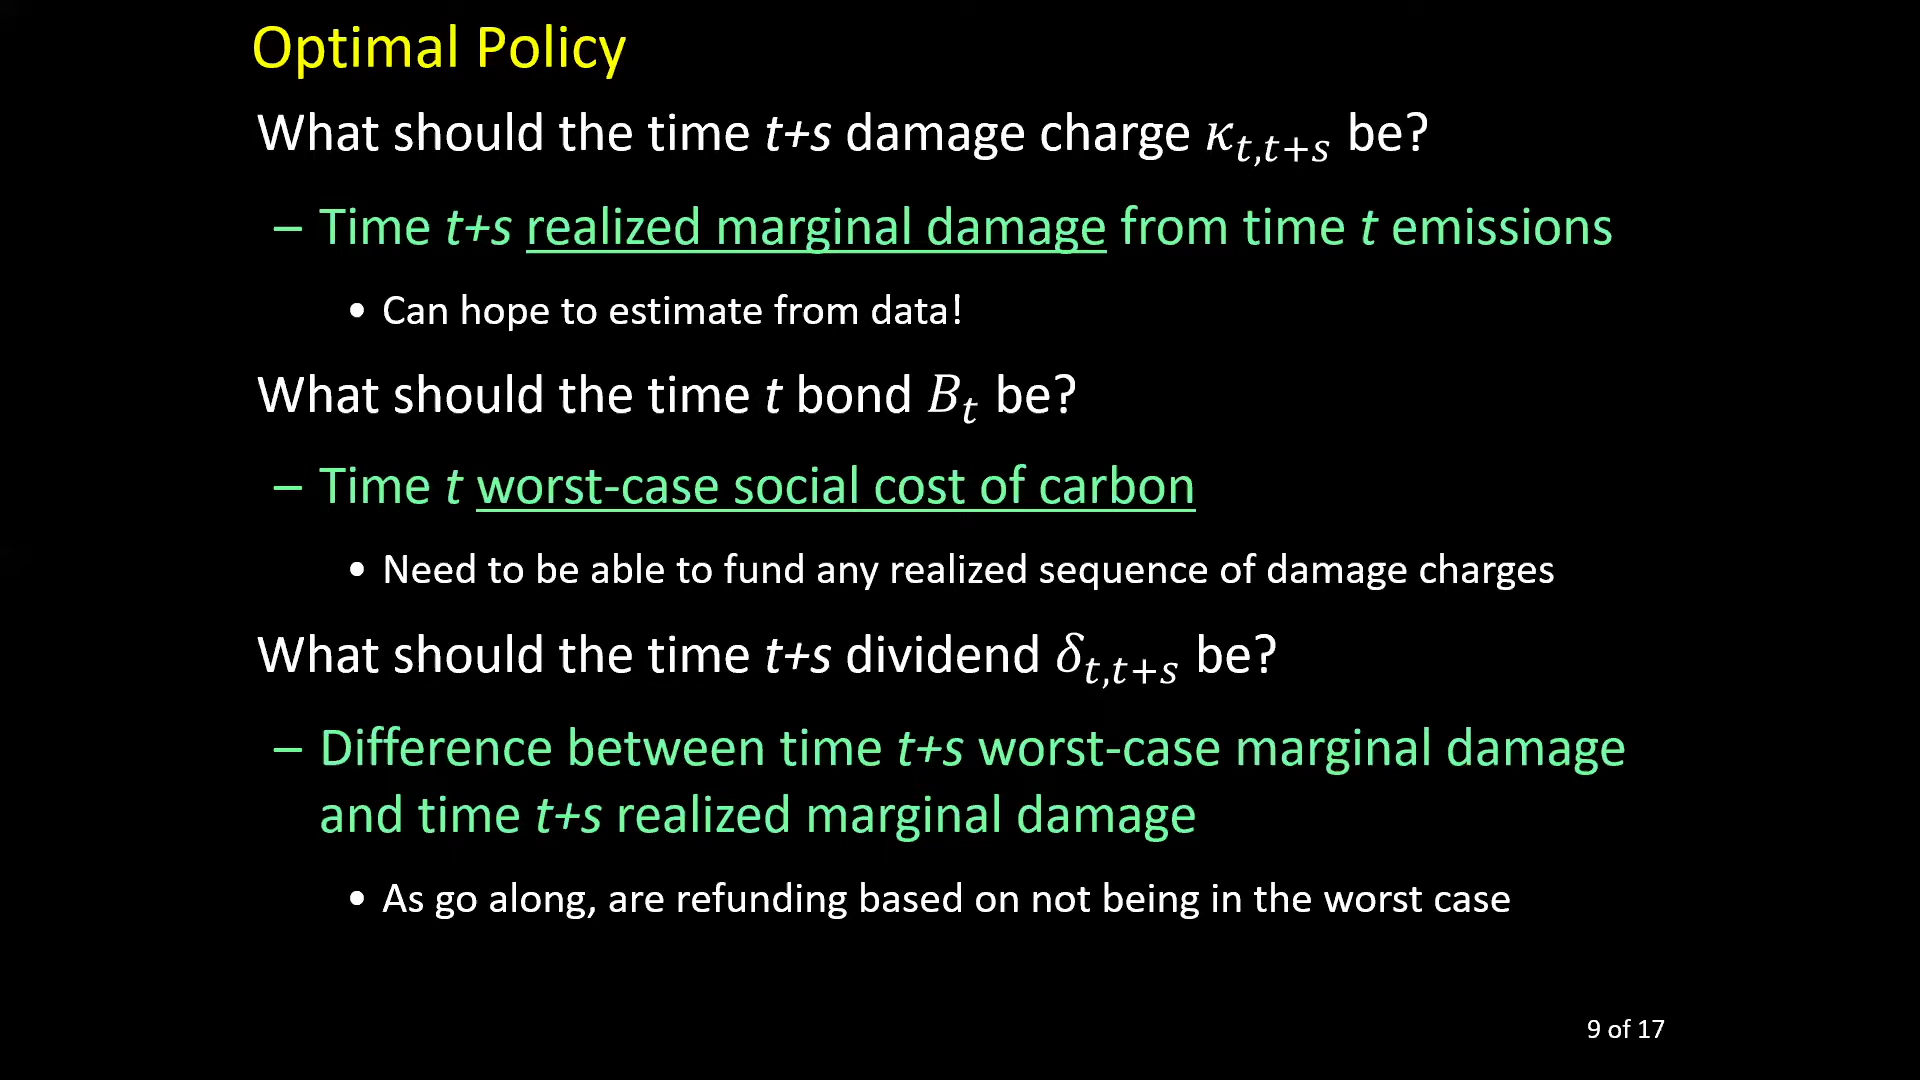 Optimal Policy
What should the time t+s damage charge κ_{t,t+s} be?
– Time t+s realized marginal damage from time t emissions
• Can hope to estimate from data!
What should the time t bond B_t be?
– Time t worst-case social cost of carbon
• Need to be able to fund any realized sequence of damage charges
What should the time t+s dividend δ_{t,t+s} be?
– Difference between time t+s worst-case marginal damage
and time t+s realized marginal damage
• As go along, are refunding based on not being in the worst case
9 of 17